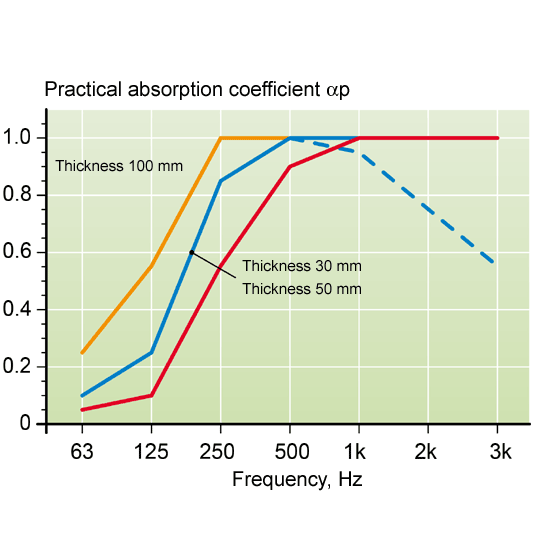 Practical absorption coefficient αp
1.0
Thickness 100 mm
0.8
0.6
Thickness 30 mm
Thickness 50 mm
0.4
0.2
0
63 125 250 500 1k 2k 3k
Frequency, Hz